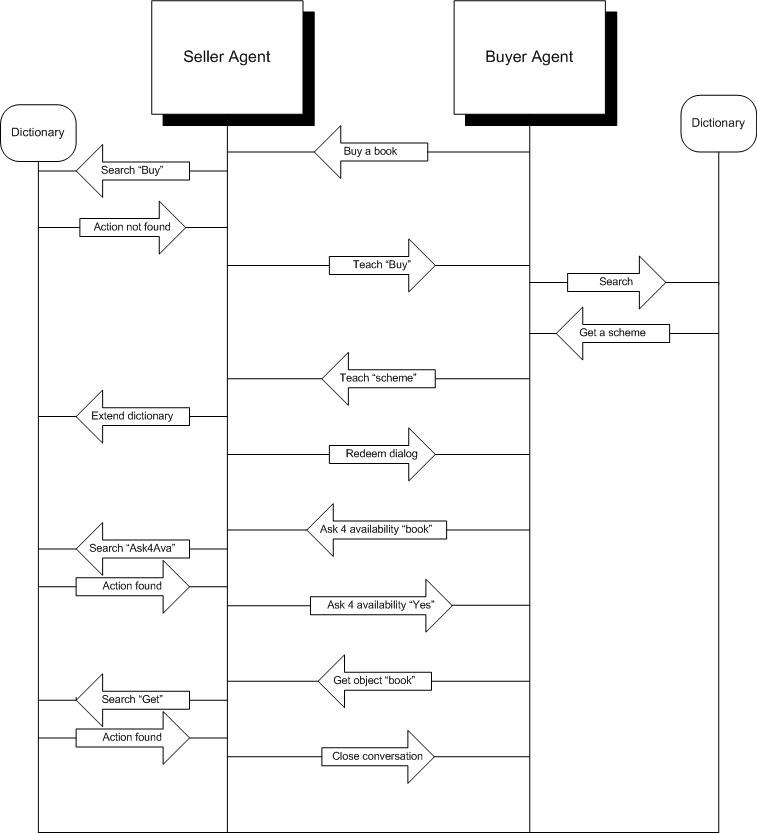 Seller Agent
Buyer Agent
Dictionary
Dictionary
Buy a book
Search “Buy”
Action not found
Teach “Buy”
Search
Get a scheme
Teach “scheme”
Extend dictionary
Redeem dialog
Ask 4 availability “book”
Search “Ask4Ava”
Action found
Ask 4 availability “Yes”
Get object “book”
Search “Get”
Action found
Close conversation